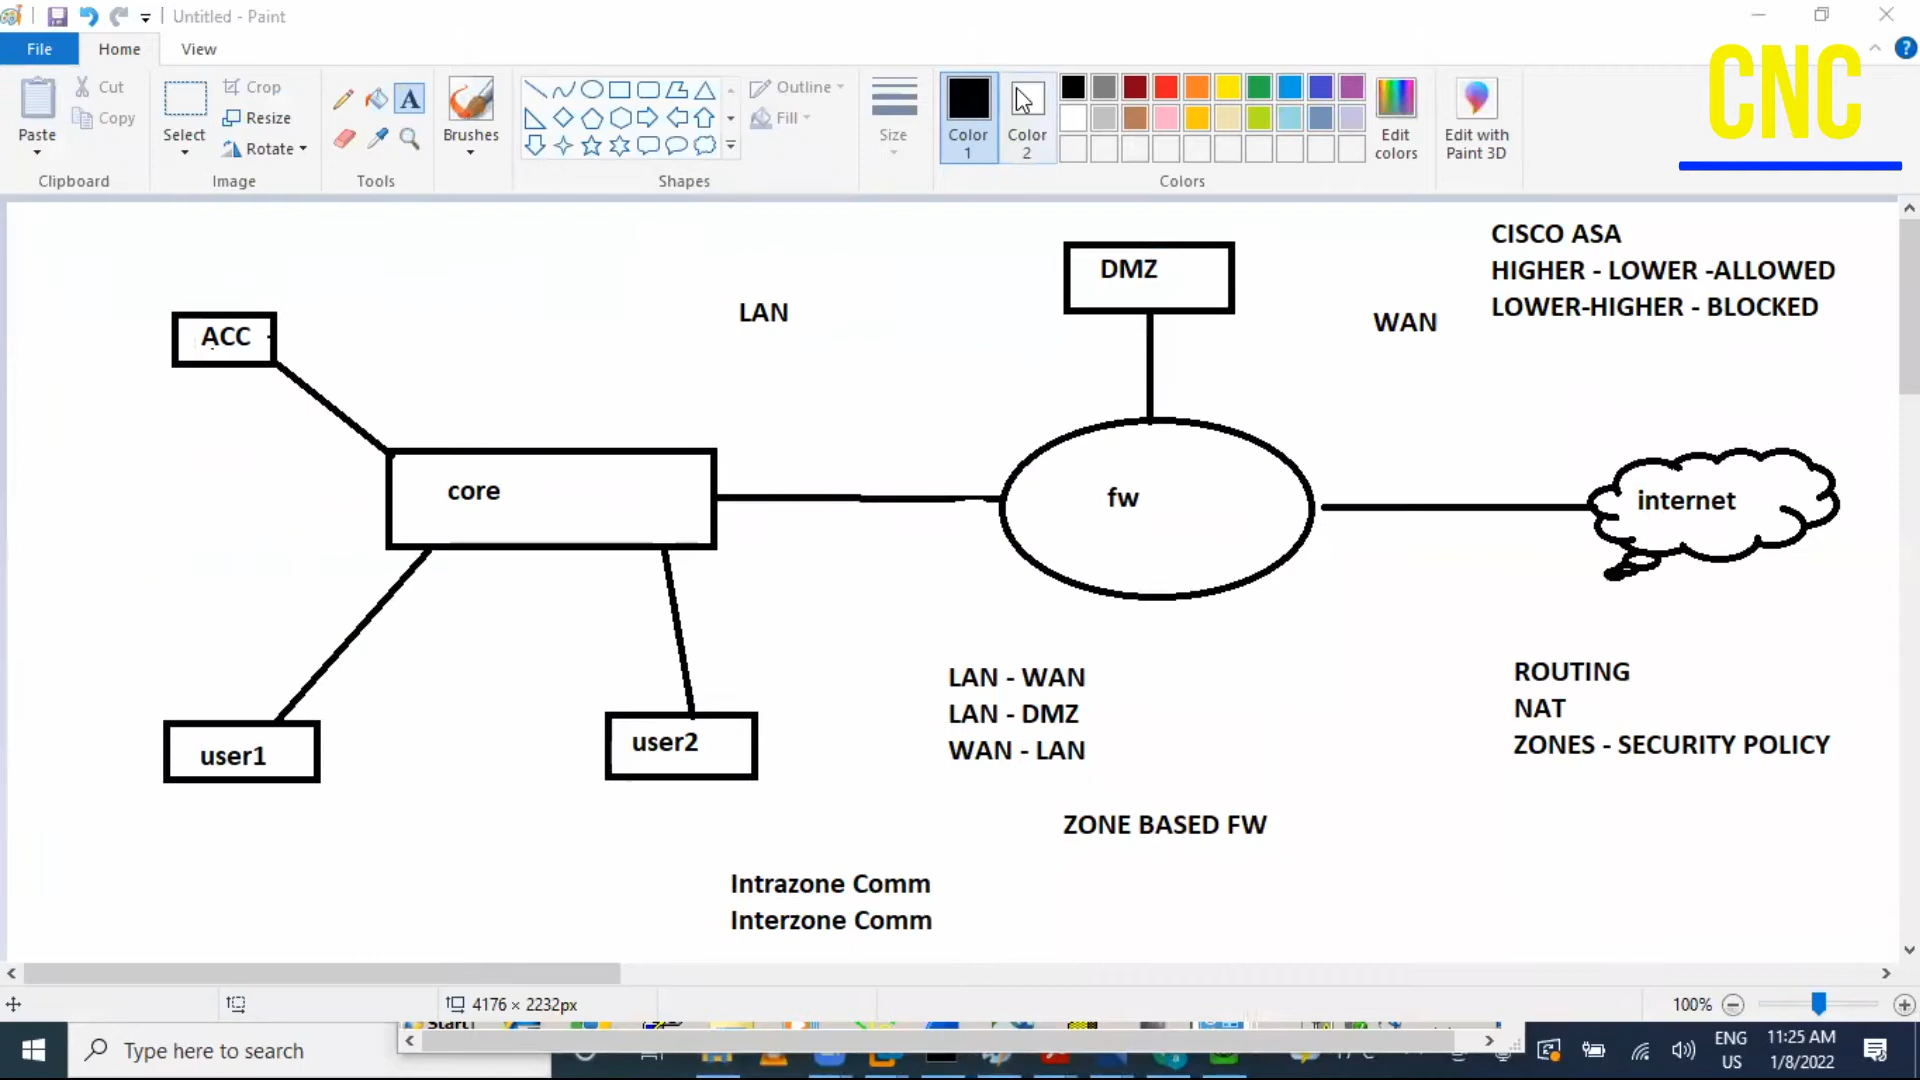 Untitled - Paint
File
Home
View
Paste
Cut
Copy
Clipboard
Select
Crop
Resize
Rotate
Image
A
Tools
Brushes
Shapes
Outline
Fill
Size
Color
1
Color
2
Colors
Edit
colors
Edit with
Paint 3D
CNC
CISCO ASA
HIGHER - LOWER -ALLOWED
LOWER-HIGHER - BLOCKED
DMZ
LAN
WAN
ACC
core
fw
internet
LAN - WAN
LAN - DMZ
WAN - LAN
ROUTING
NAT
ZONES - SECURITY POLICY
user1
user2
ZONE BASED FW
Intrazone Comm
Interzone Comm
4176 × 2232px
100%
Start
Type here to search
ENG
US
11:25 AM
1/8/2022